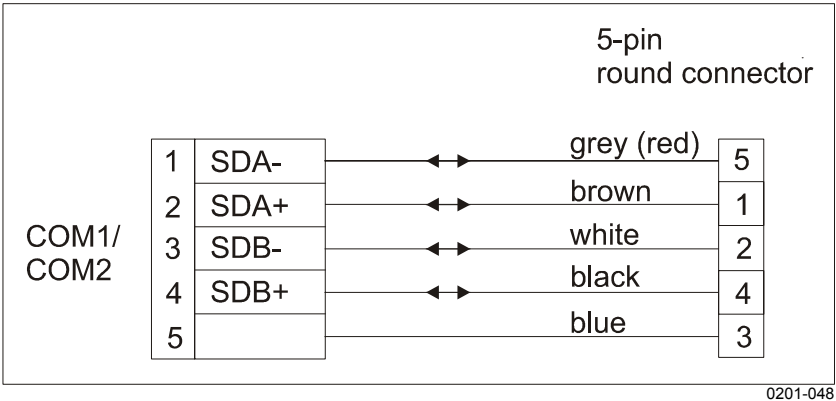 5-pin
round connector
1 SDA- grey (red) 5
2 SDA+ brown 1
COM1/
COM2
3 SDB- white 2
4 SDB+ black 4
5 blue 3
0201-048